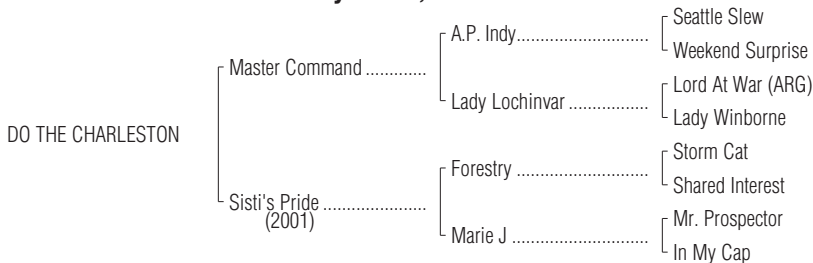 A.P. Indy..........................
Seattle Slew
Weekend Surprise
Master Command .............
Lady Lochinvar ................
Lord At War (ARG)
Lady Winborne
DO THE CHARLESTON
Forestry ..........................
Storm Cat
Shared Interest
Sisti's Pride ......................
(2001)
Marie J ...........................
Mr. Prospector
In My Cap